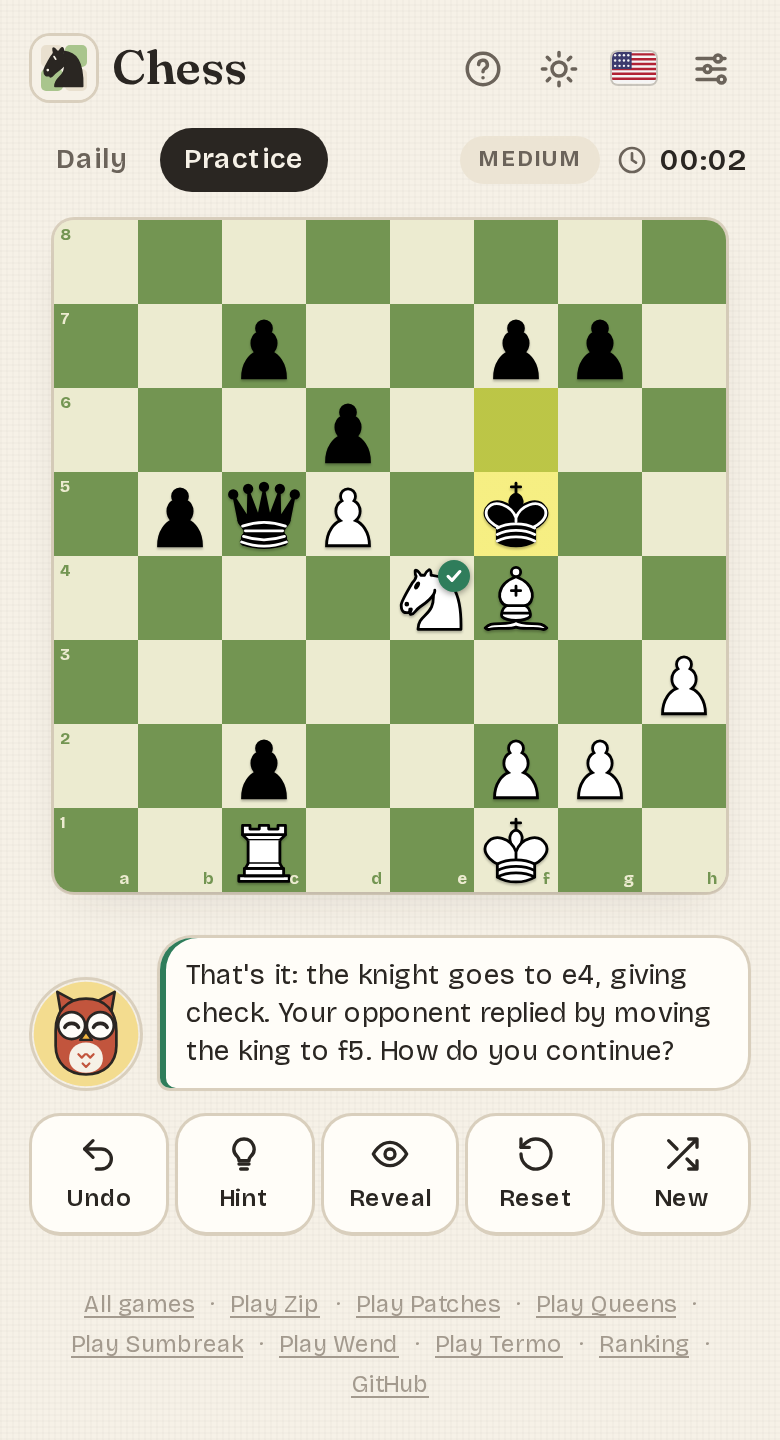 Chess
Daily
Practice
MEDIUM
00:02
8
7
6
5
4
3
2
1
a
b
c
d
e
f
g
h
That's it: the knight goes to e4, giving
check. Your opponent replied by moving
the king to f5. How do you continue?
Undo
Hint
Reveal
Reset
New
All games · Play Zip · Play Patches · Play Queens ·
Play Sumbreak · Play Wend · Play Termo · Ranking ·
GitHub